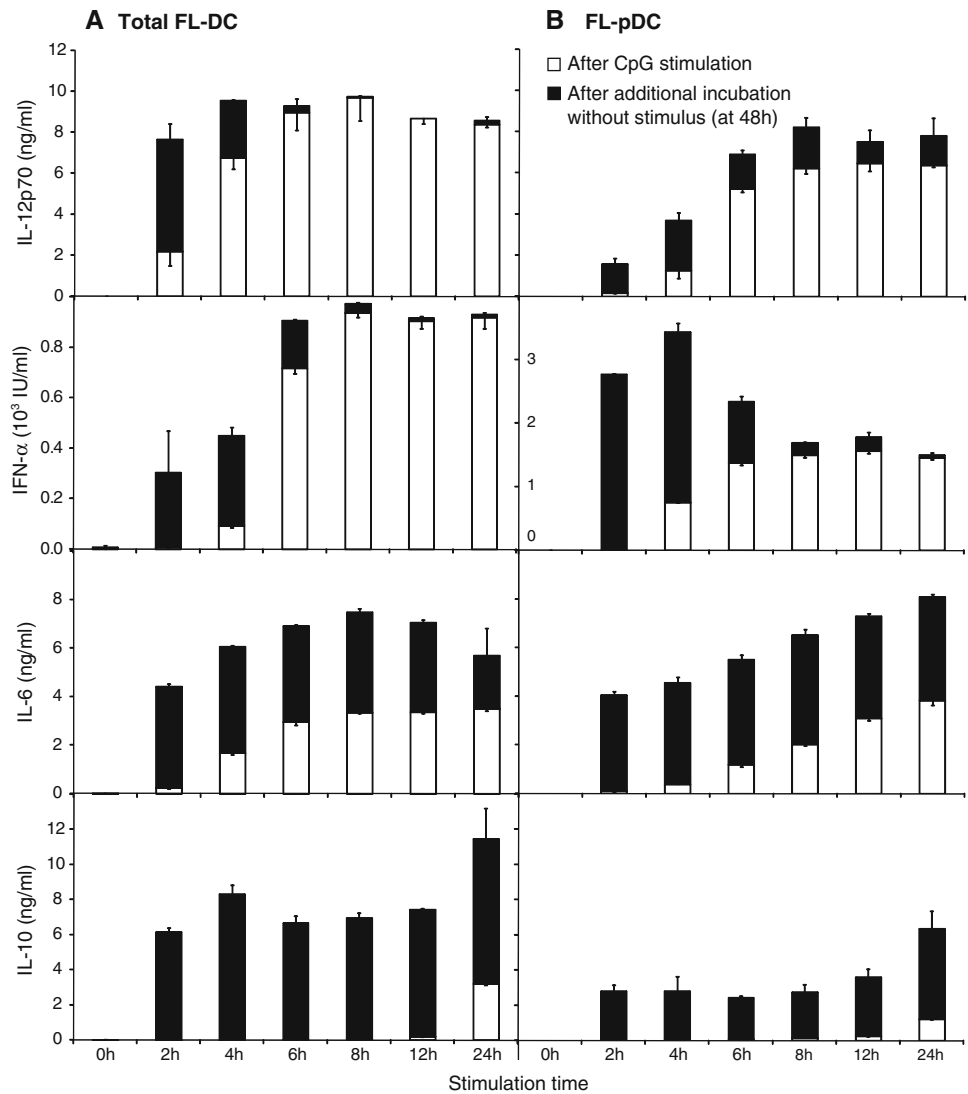 A Total FL-DC
B FL-pDC
After CpG stimulation
After additional incubation
without stimulus (at 48h)
IL-12p70 (ng/ml)
12
10
8
6
4
2
0
IFN-α (10³ IU/ml)
0.8
0.6
0.4
0.2
0.0
3
2
1
0
IL-6 (ng/ml)
8
6
4
2
0
IL-10 (ng/ml)
12
10
8
6
4
2
0
0h 2h 4h 6h 8h 12h 24h
0h 2h 4h 6h 8h 12h 24h
Stimulation time